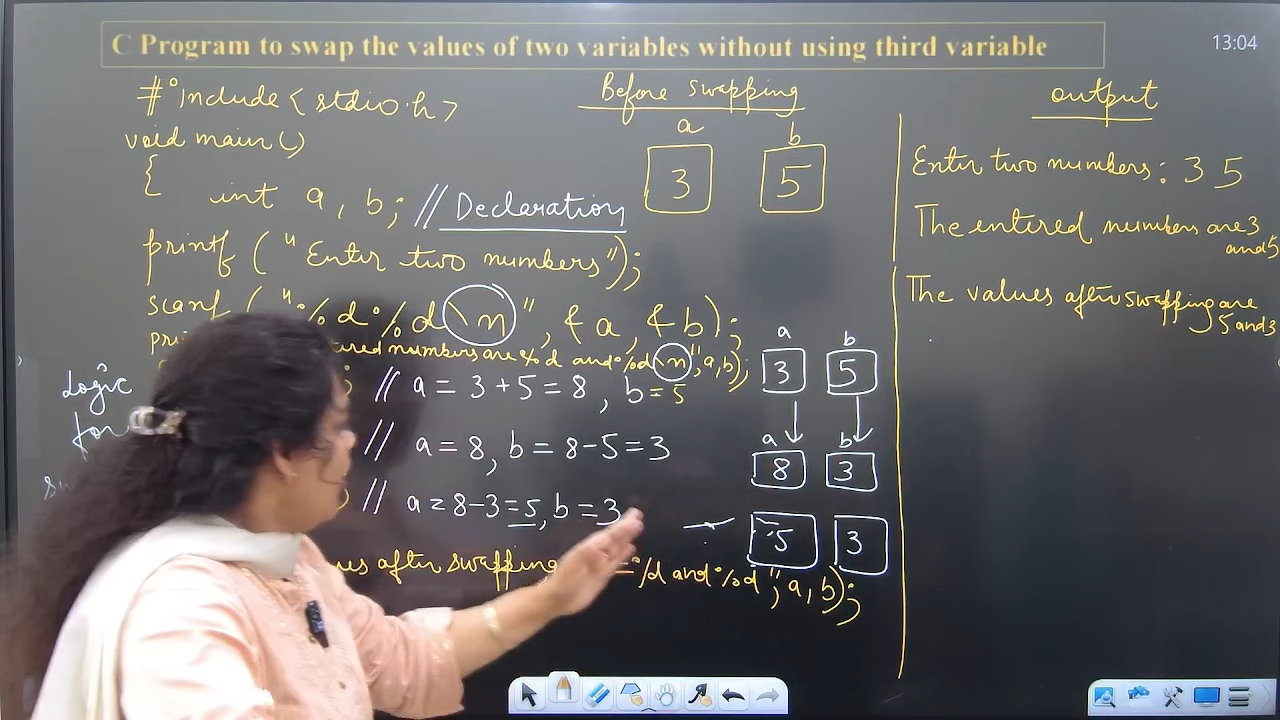 C Program to swap the values of two variables without using third variable
13:04
#include<stdio.h>
void main()
{
int a, b; // Declaration
printf ("Enter two numbers");
scanf ("%d%d\n", &a, &b);
numbers are %d and %d\n", a, b);
Logic
for
; // a = 3+5=8, b=5
// a=8, b=8-5=3
) // a=8-3=5, b=3
after swapping %d and %d", a, b);
Before swapping
a b
3 5
a b
3 5
a b
8 3
5 3
output
Enter two numbers: 3 5
The entered numbers are 3
and 5
The values after swapping are
5 and 3